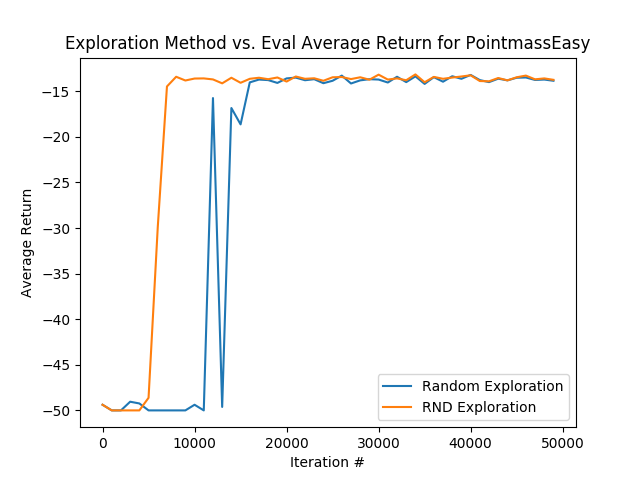 Exploration Method vs. Eval Average Return for PointmassEasy
Average Return
−15
−20
−25
−30
−35
−40
−45
−50
0
10000
20000
30000
40000
50000
Iteration #
Random Exploration
RND Exploration